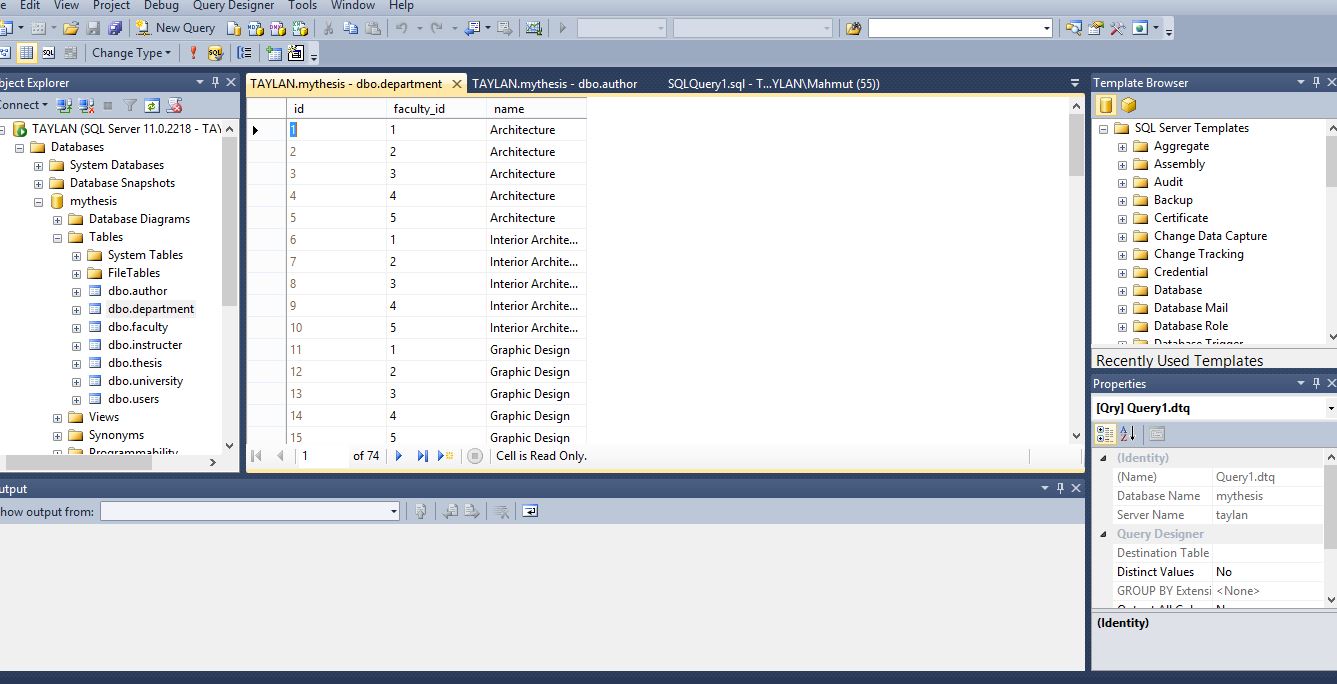 Edit View Project Debug Query Designer Tools Window Help
New Query
Change Type
Object Explorer
Connect
TAYLAN (SQL Server 11.0.2218 - TAY
Databases
System Databases
Database Snapshots
mythesis
Database Diagrams
Tables
System Tables
FileTables
dbo.author
dbo.department
dbo.faculty
dbo.instructer
dbo.thesis
dbo.university
dbo.users
Views
Synonyms
Programmability
TAYLAN.mythesis - dbo.department TAYLAN.mythesis - dbo.author SQLQuery1.sql - T...YLAN\Mahmut (55))
id faculty_id name
1 1 Architecture
2 2 Architecture
3 3 Architecture
4 4 Architecture
5 5 Architecture
6 1 Interior Archite...
7 2 Interior Archite...
8 3 Interior Archite...
9 4 Interior Archite...
10 5 Interior Archite...
11 1 Graphic Design
12 2 Graphic Design
13 3 Graphic Design
14 4 Graphic Design
15 5 Graphic Design
1 of 74 Cell is Read Only.
Template Browser
SQL Server Templates
Aggregate
Assembly
Audit
Backup
Certificate
Change Data Capture
Change Tracking
Credential
Database
Database Mail
Database Role
Database Trigger
Recently Used Templates
Properties
[Qry] Query1.dtq
(Identity)
(Name) Query1.dtq
Database Name mythesis
Server Name taylan
Query Designer
Destination Table
Distinct Values No
GROUP BY Extensi <None>
(Identity)
utput
how output from: